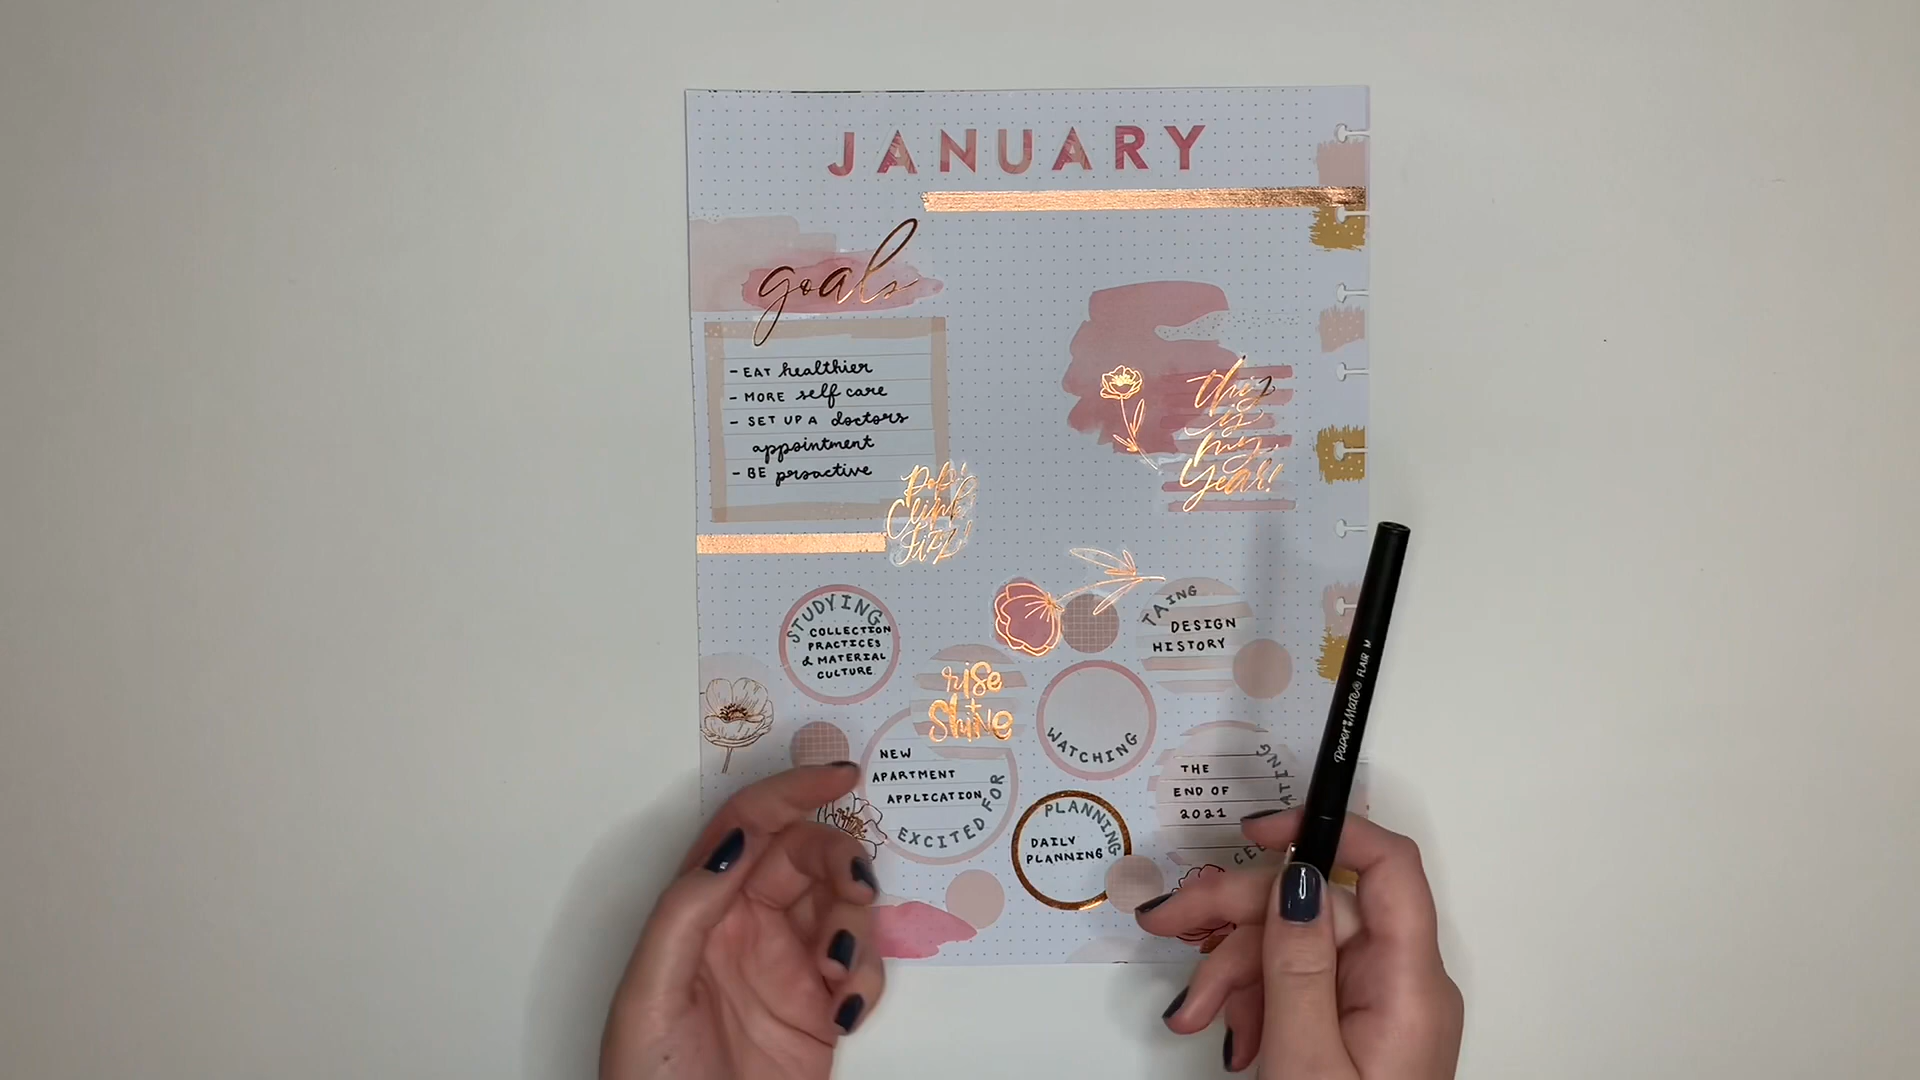 JANUARY
goals
- EAT healthier
- MORE self care
- SET UP A doctors
appointment
- BE proactive
Pop!
Clink
Fizz!
this
is
my
year!
STUDYING
COLLECTION
PRACTICES
& MATERIAL
CULTURE
TAING
DESIGN
HISTORY
rise
+
shine
WATCHING
NEW
APARTMENT
APPLICATION
EXCITED FOR
PLANNING
DAILY
PLANNING
THE
END OF
2021
Paper Mate FLAIR M